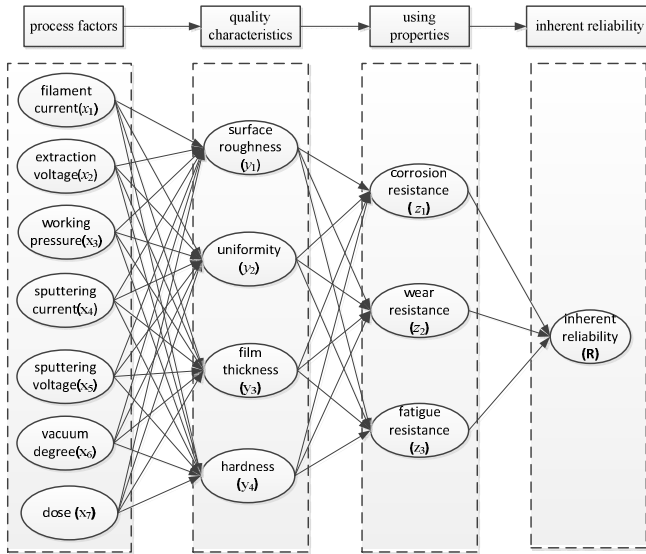 process factors
quality
characteristics
using
properties
inherent reliability
filament
current(x1)
extraction
voltage(x2)
working
pressure(x3)
sputtering
current(x4)
sputtering
voltage(x5)
vacuum
degree(x6)
dose (x7)
surface
roughness
(y1)
uniformity
(y2)
film
thickness
(y3)
hardness
(y4)
corrosion
resistance
( z1)
wear
resistance
(z2)
fatigue
resistance
(z3)
inherent
reliability
(R)